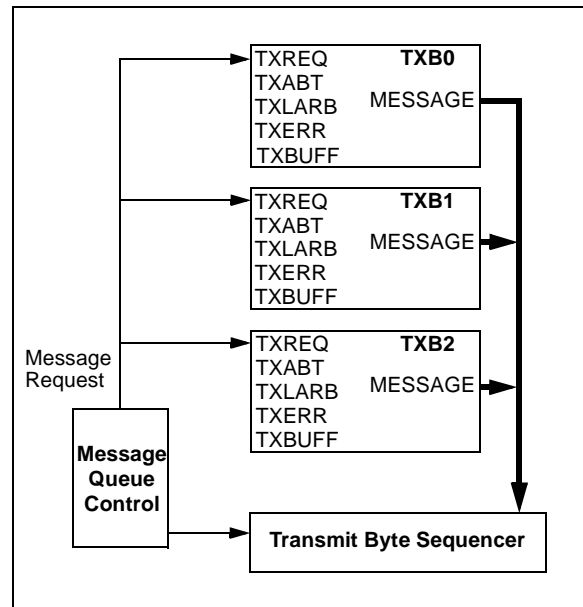 TXREQ TXB0
TXABT
TXLARB MESSAGE
TXERR
TXBUFF
TXREQ TXB1
TXABT
TXLARB MESSAGE
TXERR
TXBUFF
TXREQ TXB2
TXABT
TXLARB MESSAGE
TXERR
TXBUFF
Message
Request
Message
Queue
Control
Transmit Byte Sequencer